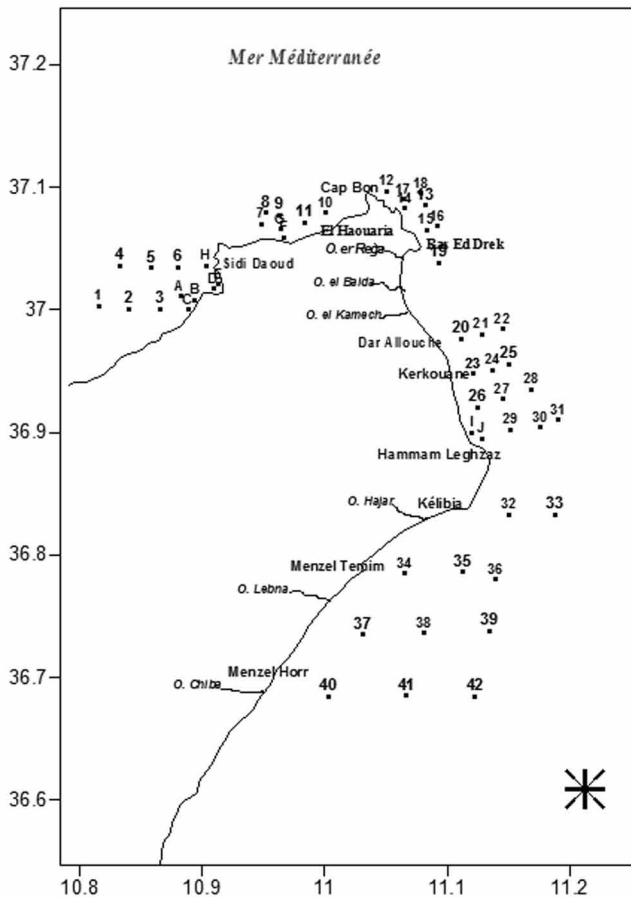 37.2
Mer Méditerranée
37.1
12 18
8 9 Cap Bon 17
7 11 10 14 13
15 16
El Haouaria
O. er Rega Ras Ed Drek
4 5 6 H Sidi Daoud 19
A B D
37 1 2 3 C
O. el Baida
O. el Kamech
20 21 22
Dar Allouche
23 24 25
Kerkouane
26 27 28
I J 29 30 31
36.9
Hammam Leghzaz
O. Hajar Kélibia 32 33
36.8
Menzel Temim 34 35 36
O. Lebna
37 38 39
36.7 Menzel Horr
O. Chiba 40 41 42
36.6
10.8 10.9 11 11.1 11.2